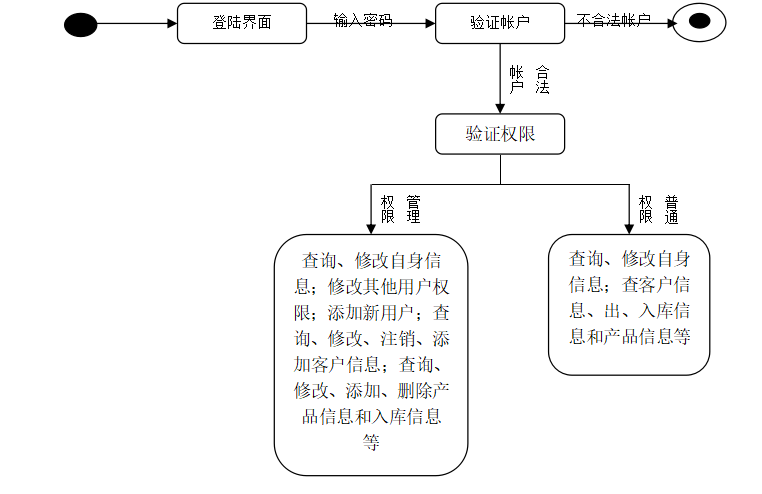 登陆界面
输入密码
验证帐户
不合法帐户
帐户
合法
验证权限
权限
管理
权限
普通
查询、修改自身信
息；修改其他用户权
限；添加新用户；查
询、修改、注销、添
加客户信息；查询、
修改、添加、删除产
品信息和入库信息
等
查询、修改自身
信息；查客户信
息、出、入库信
息和产品信息等